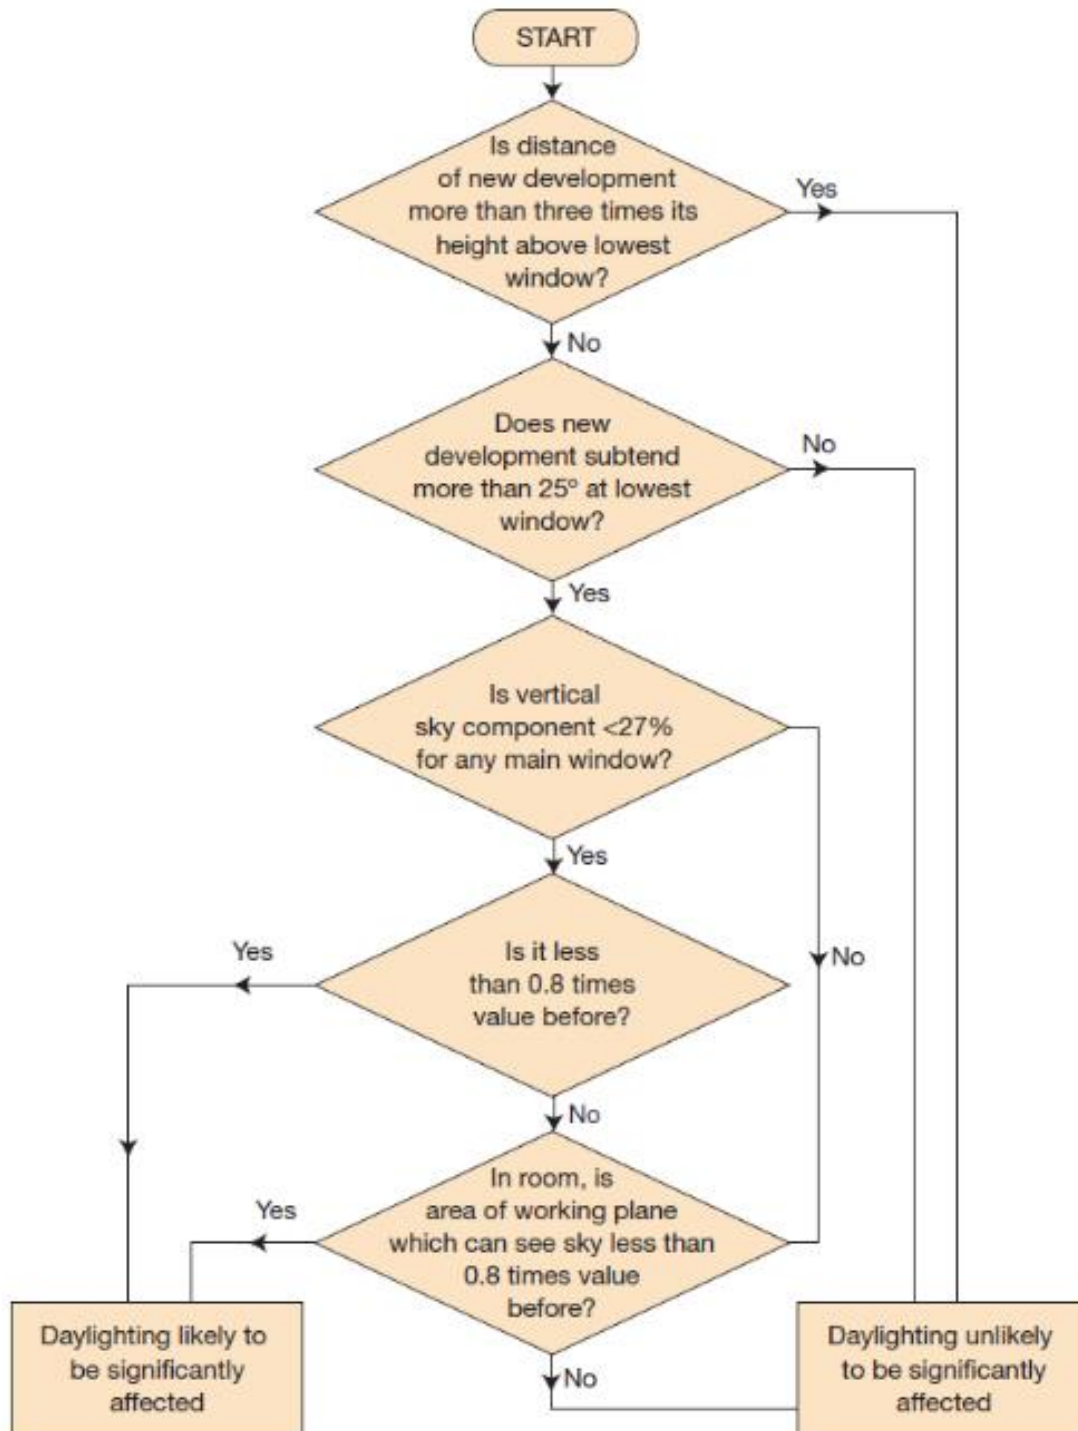 START
Is distance
of new development
more than three times its
height above lowest
window?
Yes
No
Does new
development subtend
more than 25° at lowest
window?
No
Yes
Is vertical
sky component <27%
for any main window?
Yes
No
Is it less
than 0.8 times
value before?
Yes
No
In room, is
area of working plane
which can see sky less than
0.8 times value
before?
Yes
No
Daylighting likely to
be significantly
affected
Daylighting unlikely
to be significantly
affected